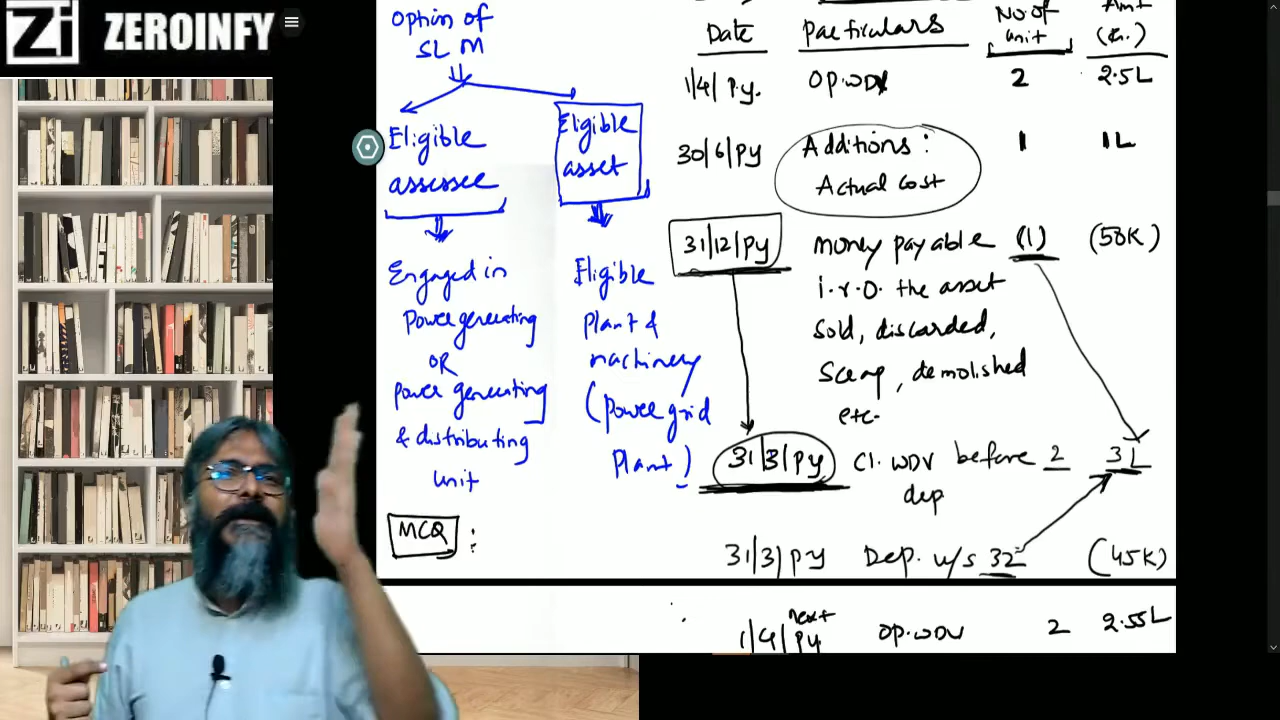 Zi ZEROINFY
Option of
SLM
Eligible
assessee
Engaged in
Power generating
OR
Power generating
& distributing
unit
MCQ :
Eligible
asset
Eligible
plant &
machinery
(power grid
plant)
Date Particulars No of unit Amt (Rs.)
1/4/P.Y. OP.WDV 2 2.5L
30/6/PY Additions : 1 1L
Actual cost
31/12/PY money payable (1) (50K)
i.r.o. the asset
sold, discarded,
Scrap, demolished
etc.
31/3/PY Cl. WDV before 2 3L
dep
31/3/PY Dep. u/s 32 (45K)
1/4/next PY OP.WDV 2 2.55L